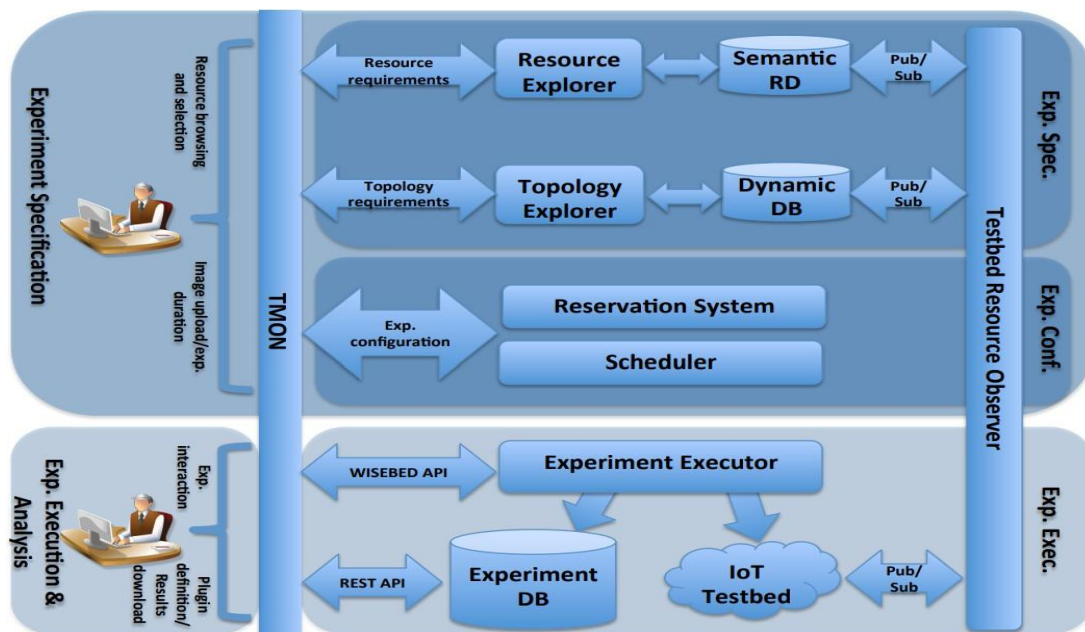 Experiment Specification
Resource browsing
and selection
Image upload/exp.
duration
TMON
Resource
requirements
Resource
Explorer
Semantic
RD
Pub/
Sub
Topology
requirements
Topology
Explorer
Dynamic
DB
Pub/
Sub
Exp. Spec.
Exp.
configuration
Reservation System
Scheduler
Exp. Conf.
Testbed Resource Observer
Exp. Execution &
Analysis
Exp.
interaction
Plugin
definition/
Results
download
WISEBED API
Experiment Executor
REST API
Experiment
DB
IoT
Testbed
Pub/
Sub
Exp. Exec.